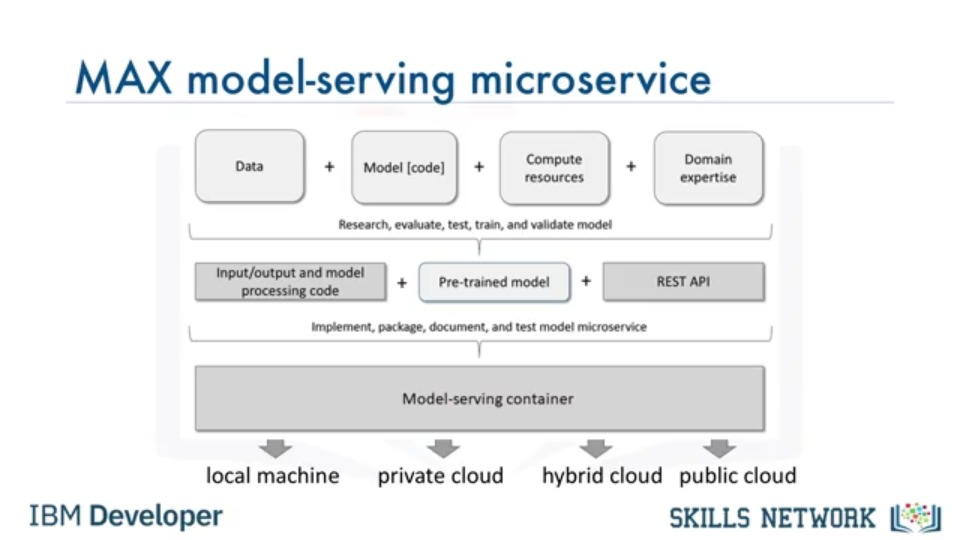 MAX model-serving microservice
Data + Model [code] + Compute resources + Domain expertise
Research, evaluate, test, train, and validate model
Input/output and model processing code + Pre-trained model + REST API
Implement, package, document, and test model microservice
Model-serving container
local machine private cloud hybrid cloud public cloud
IBM Developer
SKILLS NETWORK